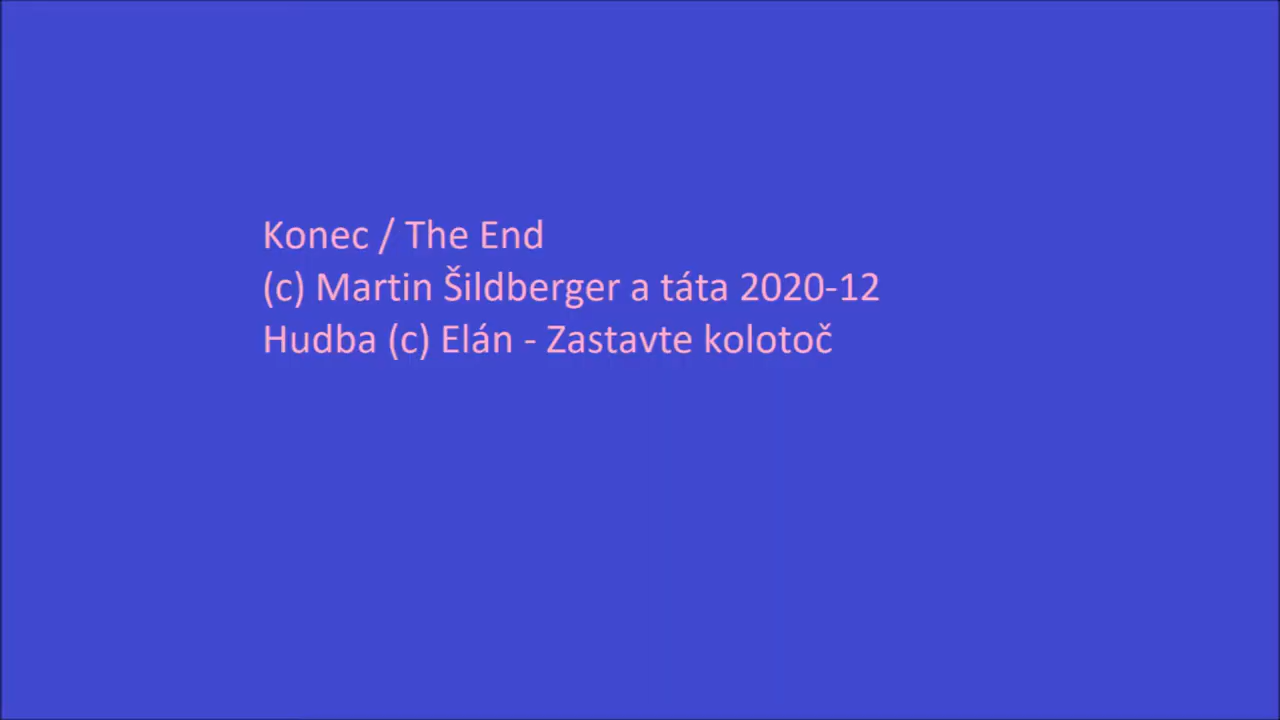 Konec / The End
(c) Martin Šildberger a táta 2020-12
Hudba (c) Elán - Zastavte kolotoč